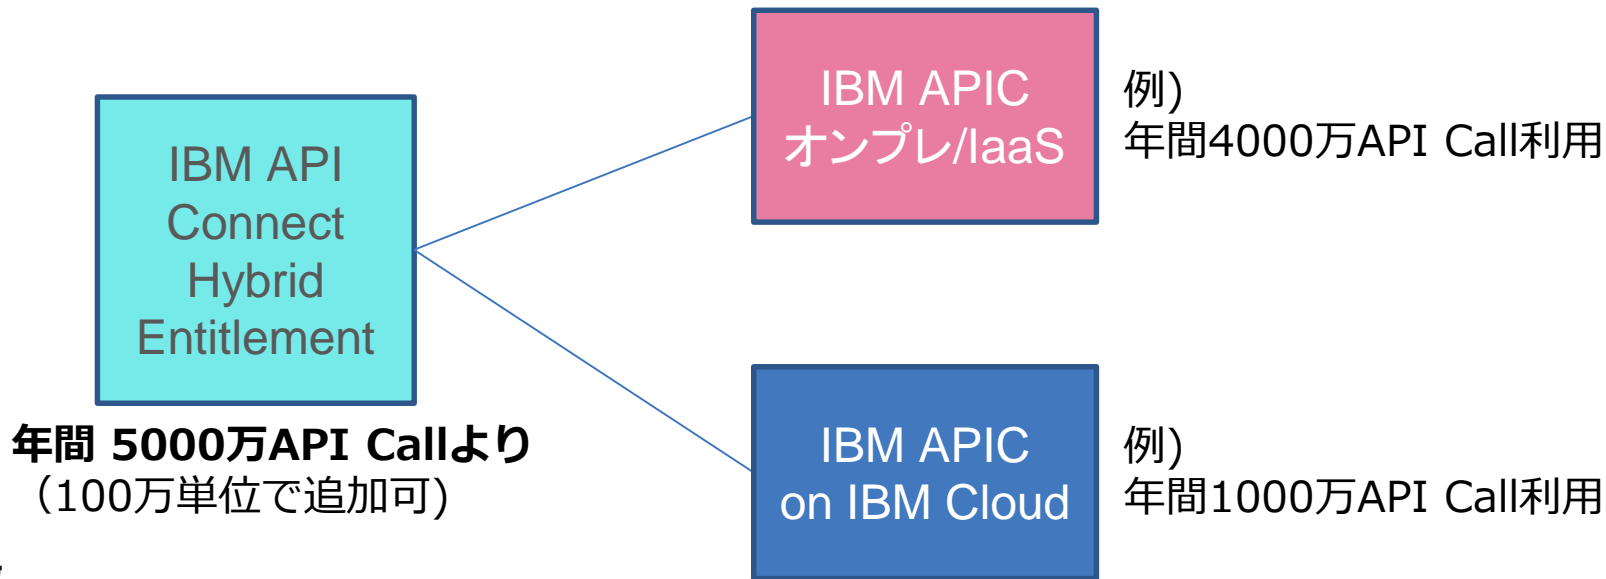 IBM API
Connect
Hybrid
Entitlement
年間 5000万API Callより
（100万単位で追加可)
IBM APIC
オンプレ/IaaS
例)
年間4000万API Call利用
IBM APIC
on IBM Cloud
例)
年間1000万API Call利用